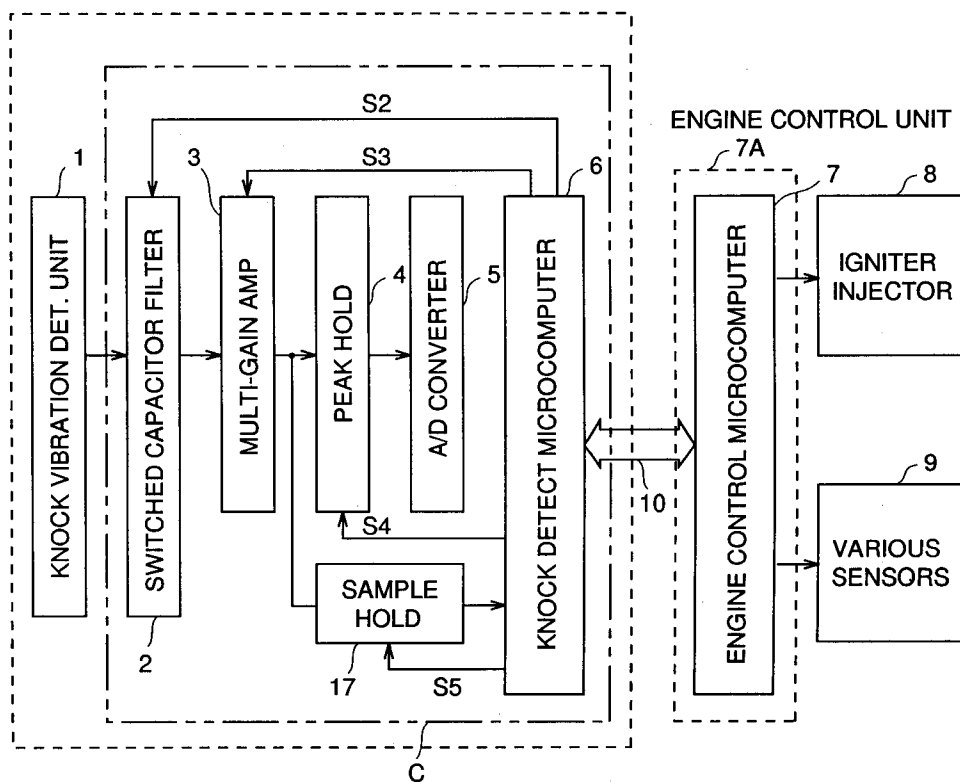 S2
ENGINE CONTROL UNIT
7A
1
3
S3
6
7
8
KNOCK VIBRATION DET. UNIT
SWITCHED CAPACITOR FILTER
MULTI-GAIN AMP
PEAK HOLD
4
A/D CONVERTER
5
KNOCK DETECT MICROCOMPUTER
ENGINE CONTROL MICROCOMPUTER
IGNITER
INJECTOR
10
9
S4
SAMPLE
HOLD
VARIOUS
SENSORS
2
17
S5
C